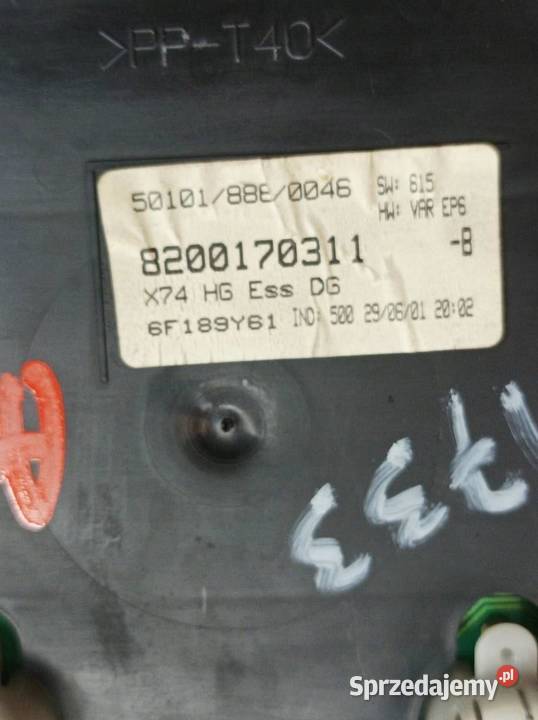 >PP-T40<
50101/88E/0046 SW: 615
HW: VAR EP6
8200170311 -B
X74 HG Ess DG
6F189Y61 IND: 500 29/06/01 20:02
Sprzedajemy.pl